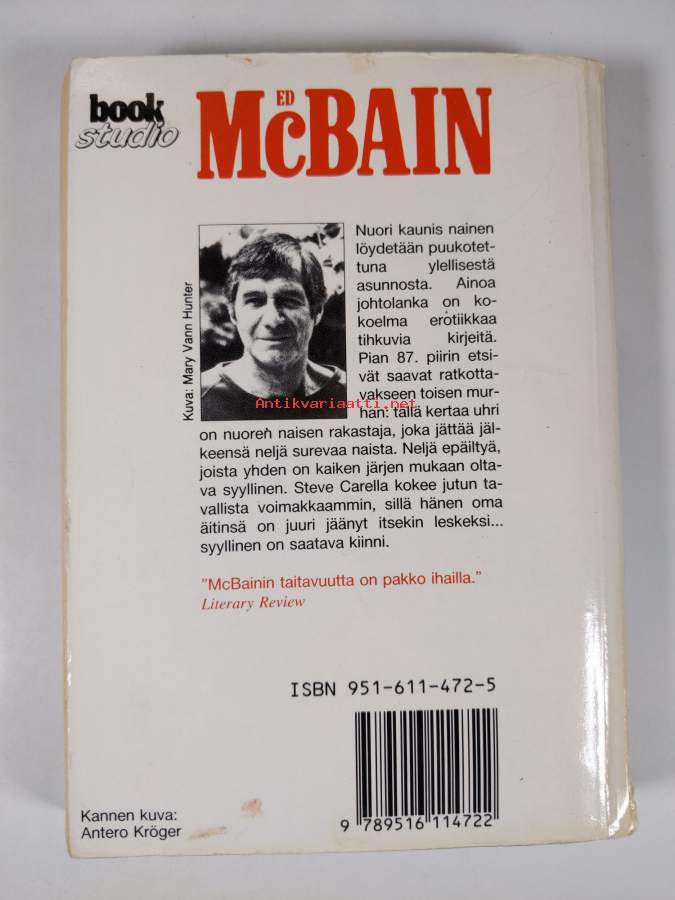 book
studio
ED
McBAIN
Kuva: Mary Vann Hunter
Nuori kaunis nainen
löydetään puukotet-
tuna ylellisestä
asunnosta. Ainoa
johtolanka on ko-
koelma erotiikkaa
tihkuvia kirjeitä.
Pian 87. piirin etsi-
vät saavat ratkotta-
vakseen toisen mur-
han: tällä kertaa uhri
on nuoren naisen rakastaja, joka jättää jäl-
keensä neljä surevaa naista. Neljä epäiltyä,
joista yhden on kaiken järjen mukaan olta-
va syyllinen. Steve Carella kokee jutun ta-
vallista voimakkaammin, sillä hänen oma
äitinsä on juuri jäänyt itsekin leskeksi...
syyllinen on saatava kiinni.
"McBainin taitavuutta on pakko ihailla."
Literary Review
ISBN 951-611-472-5
9 789516 114722
Kannen kuva:
Antero Kröger
Antikvariaatti.net